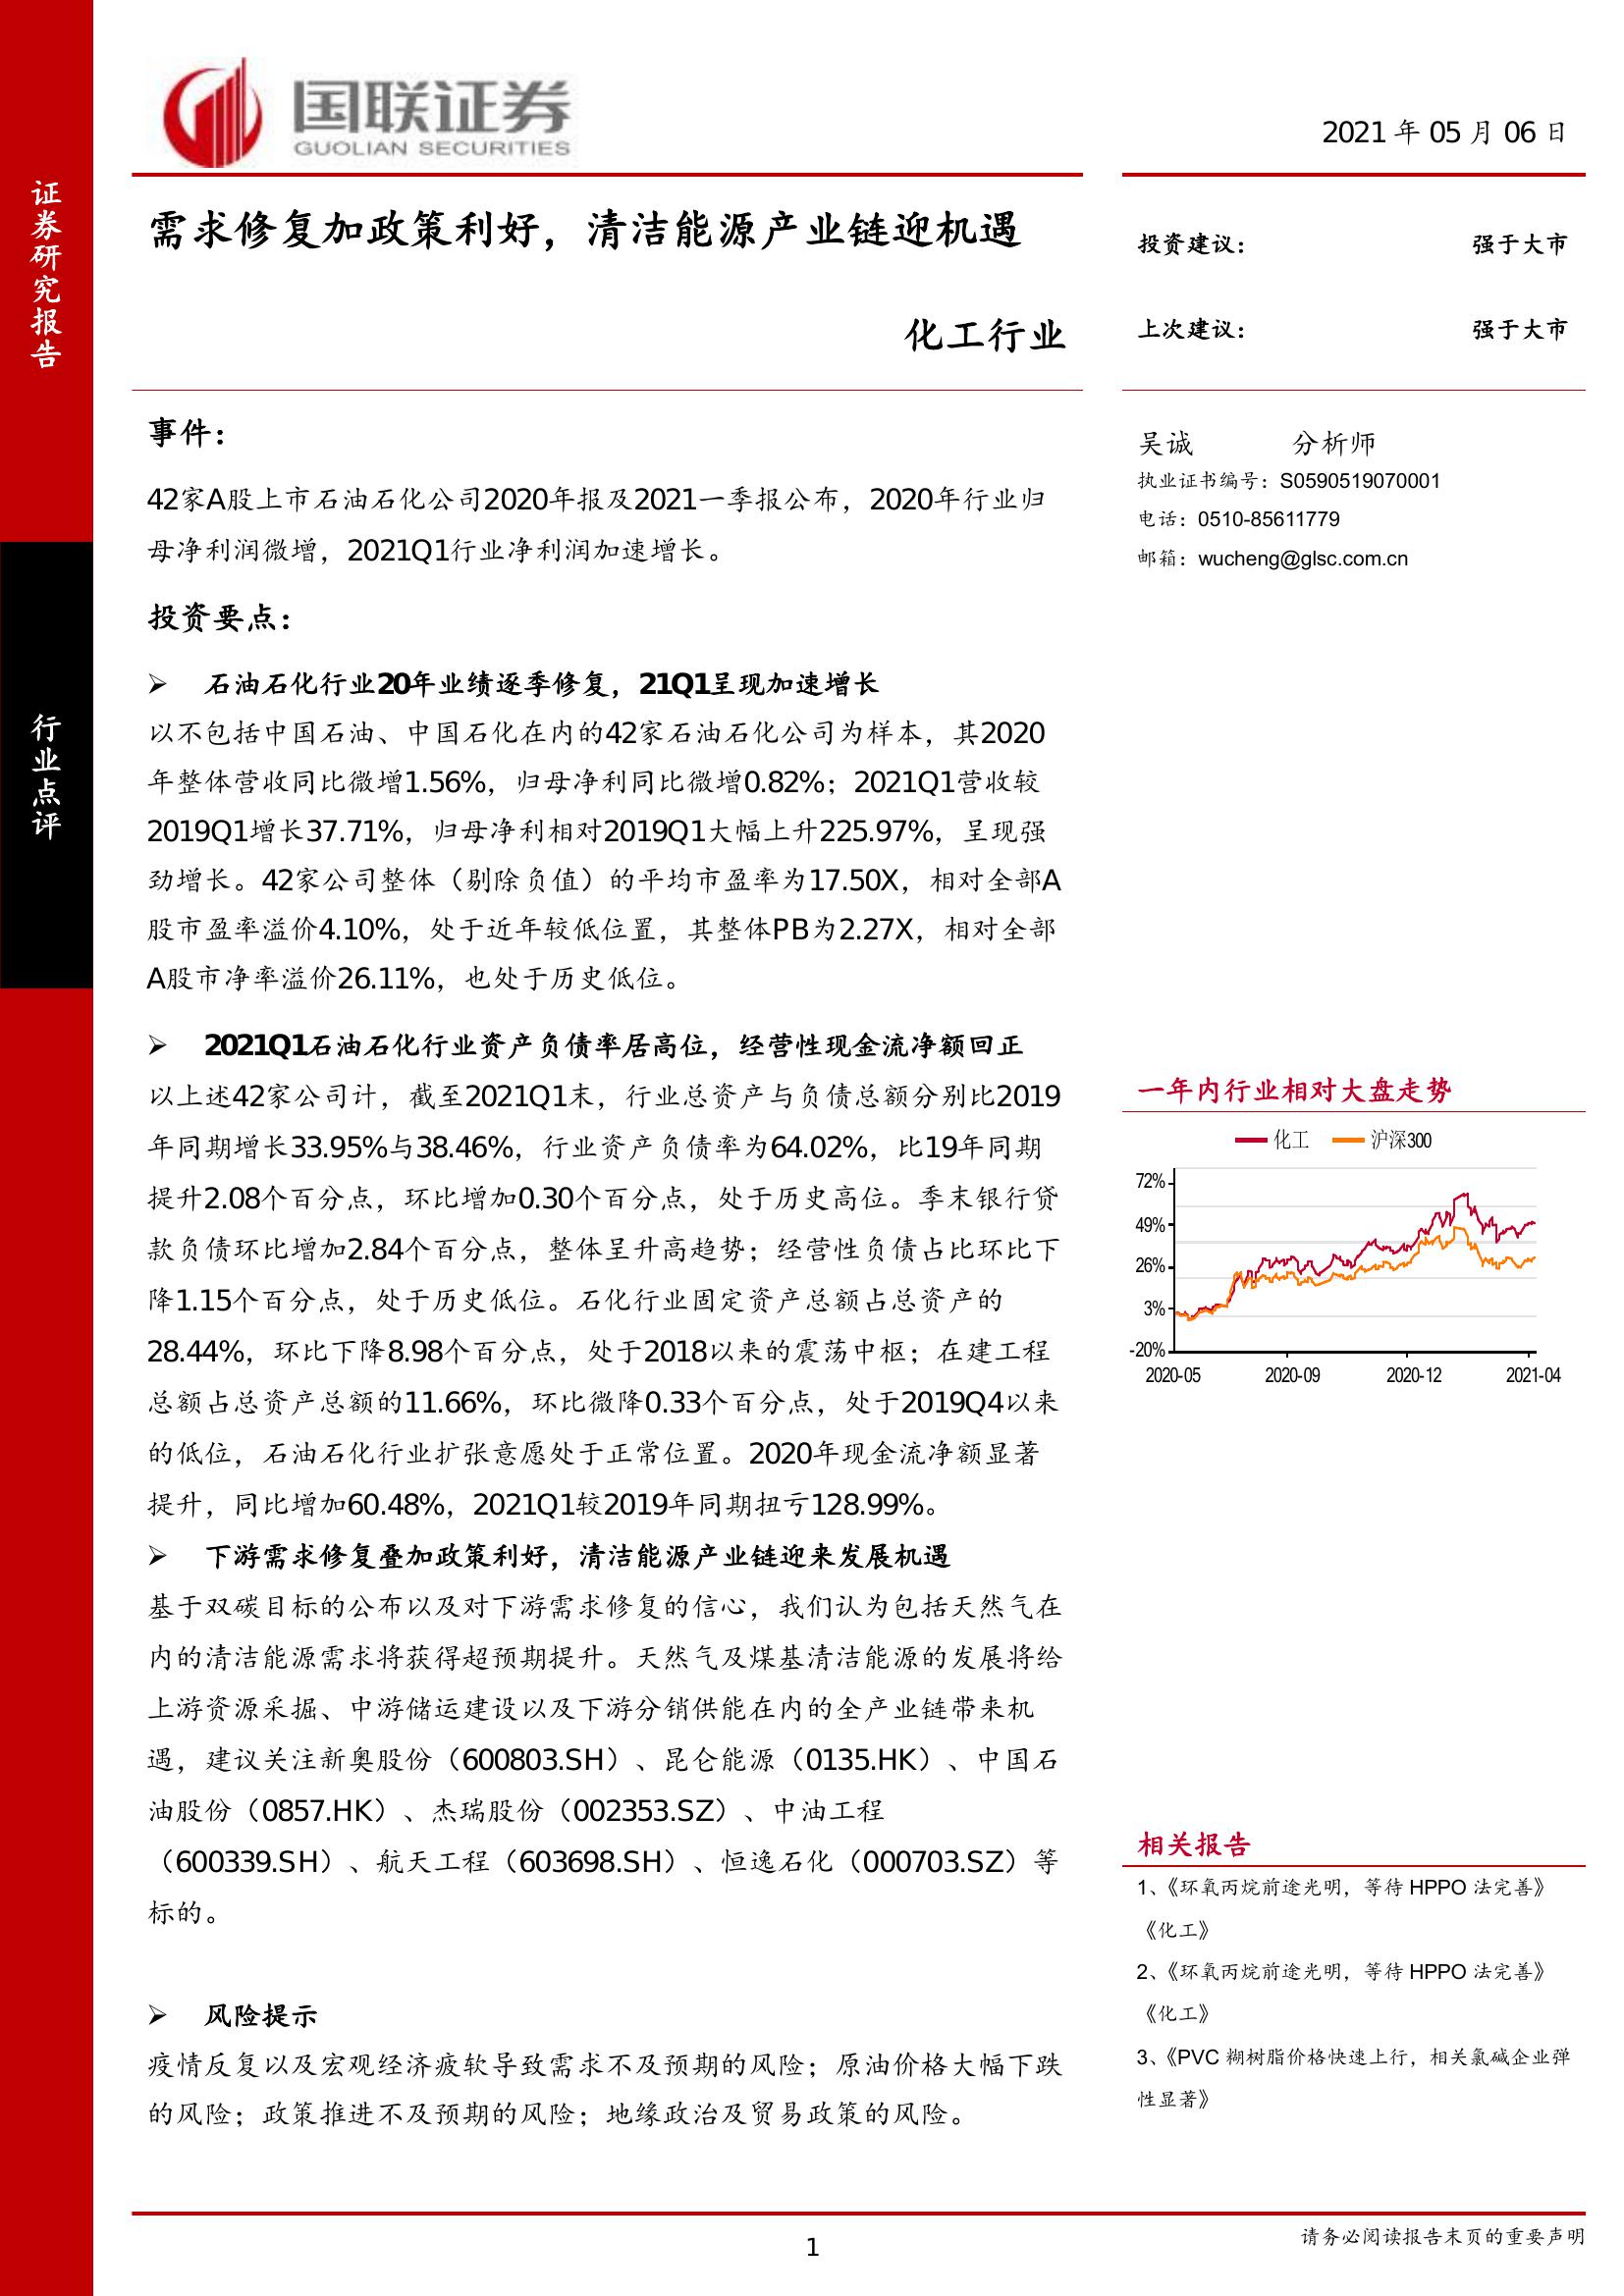 证券研究报告
行业点评
国联证券
GUOLIAN SECURITIES
2021 年 05 月 06 日
需求修复加政策利好，清洁能源产业链迎机遇
化工行业
投资建议： 强于大市
上次建议： 强于大市
事件：
42家A股上市石油石化公司2020年报及2021一季报公布，2020年行业归
母净利润微增，2021Q1行业净利润加速增长。
投资要点：
➢ 石油石化行业20年业绩逐季修复，21Q1呈现加速增长
以不包括中国石油、中国石化在内的42家石油石化公司为样本，其2020
年整体营收同比微增1.56%，归母净利同比微增0.82%；2021Q1营收较
2019Q1增长37.71%，归母净利相对2019Q1大幅上升225.97%，呈现强
劲增长。42家公司整体（剔除负值）的平均市盈率为17.50X，相对全部A
股市盈率溢价4.10%，处于近年较低位置，其整体PB为2.27X，相对全部
A股市净率溢价26.11%，也处于历史低位。
➢ 2021Q1石油石化行业资产负债率居高位，经营性现金流净额回正
以上述42家公司计，截至2021Q1末，行业总资产与负债总额分别比2019
年同期增长33.95%与38.46%，行业资产负债率为64.02%，比19年同期
提升2.08个百分点，环比增加0.30个百分点，处于历史高位。季末银行贷
款负债环比增加2.84个百分点，整体呈升高趋势；经营性负债占比环比下
降1.15个百分点，处于历史低位。石化行业固定资产总额占总资产的
28.44%，环比下降8.98个百分点，处于2018以来的震荡中枢；在建工程
总额占总资产总额的11.66%，环比微降0.33个百分点，处于2019Q4以来
的低位，石油石化行业扩张意愿处于正常位置。2020年现金流净额显著
提升，同比增加60.48%，2021Q1较2019年同期扭亏128.99%。
➢ 下游需求修复叠加政策利好，清洁能源产业链迎来发展机遇
基于双碳目标的公布以及对下游需求修复的信心，我们认为包括天然气在
内的清洁能源需求将获得超预期提升。天然气及煤基清洁能源的发展将给
上游资源采掘、中游储运建设以及下游分销供能在内的全产业链带来机
遇，建议关注新奥股份（600803.SH）、昆仑能源（0135.HK）、中国石
油股份（0857.HK）、杰瑞股份（002353.SZ）、中油工程
（600339.SH）、航天工程（603698.SH）、恒逸石化（000703.SZ）等
标的。
➢ 风险提示
疫情反复以及宏观经济疲软导致需求不及预期的风险；原油价格大幅下跌
的风险；政策推进不及预期的风险；地缘政治及贸易政策的风险。
吴诚 分析师
执业证书编号：S0590519070001
电话：0510-85611779
邮箱：wucheng@glsc.com.cn
一年内行业相对大盘走势
化工 沪深300
72%
49%
26%
3%
-20%
2020-05 2020-09 2020-12 2021-04
相关报告
1、《环氧丙烷前途光明，等待 HPPO 法完善》
《化工》
2、《环氧丙烷前途光明，等待 HPPO 法完善》
《化工》
3、《PVC 糊树脂价格快速上行，相关氯碱企业弹
性显著》
1
请务必阅读报告末页的重要声明